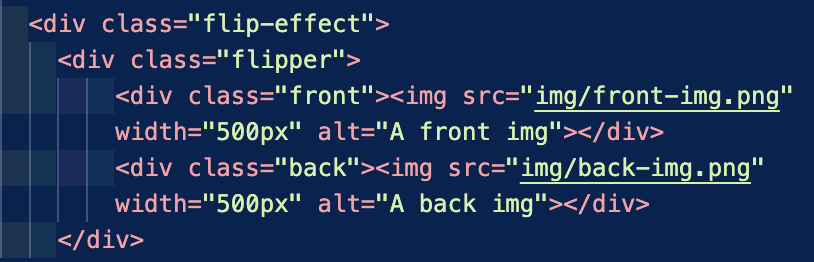 <div class="flip-effect">
<div class="flipper">
<div class="front"><img src="img/front-img.png"
width="500px" alt="A front img"></div>
<div class="back"><img src="img/back-img.png"
width="500px" alt="A back img"></div>
</div>